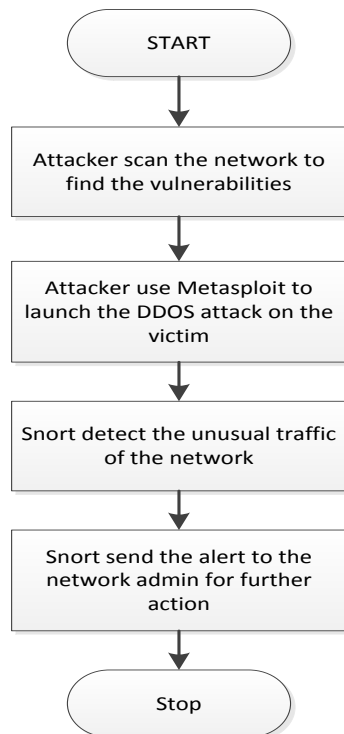 START
Attacker scan the network to
find the vulnerabilities
Attacker use Metasploit to
launch the DDOS attack on the
victim
Snort detect the unusual traffic
of the network
Snort send the alert to the
network admin for further
action
Stop